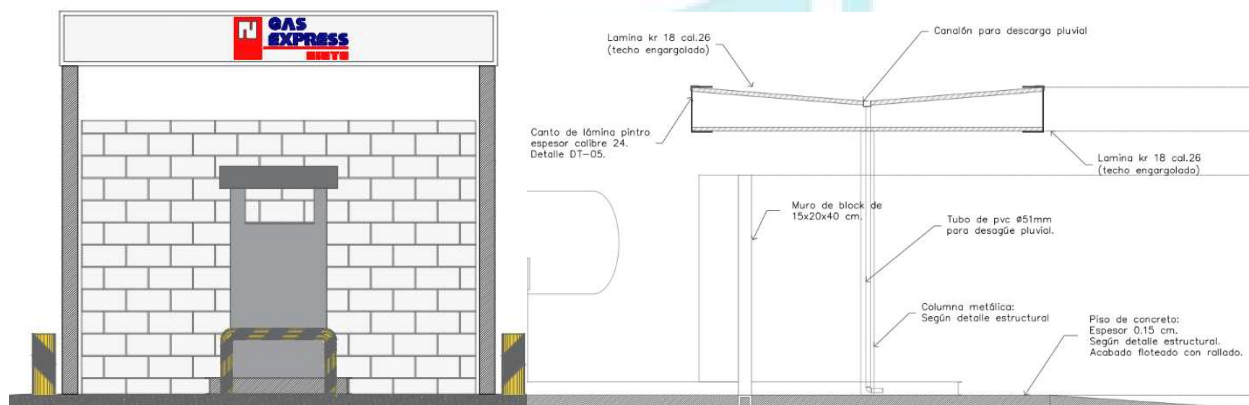 GAS
EXPRESS
NIETO
Lamina kr 18 cal.26
(techo engargolado)
Canalón para descarga pluvial
Canto de lámina pintro
espesor calibre 24.
Detalle DT-05.
Lamina kr 18 cal.26
(techo engargolado)
Muro de block de
15x20x40 cm.
Tubo de pvc Ø51mm
para desagüe pluvial.
Columna metálica:
Según detalle estructural
Piso de concreto:
Espesor 0.15 cm.
Según detalle estructural.
Acabado floteado con rallado.